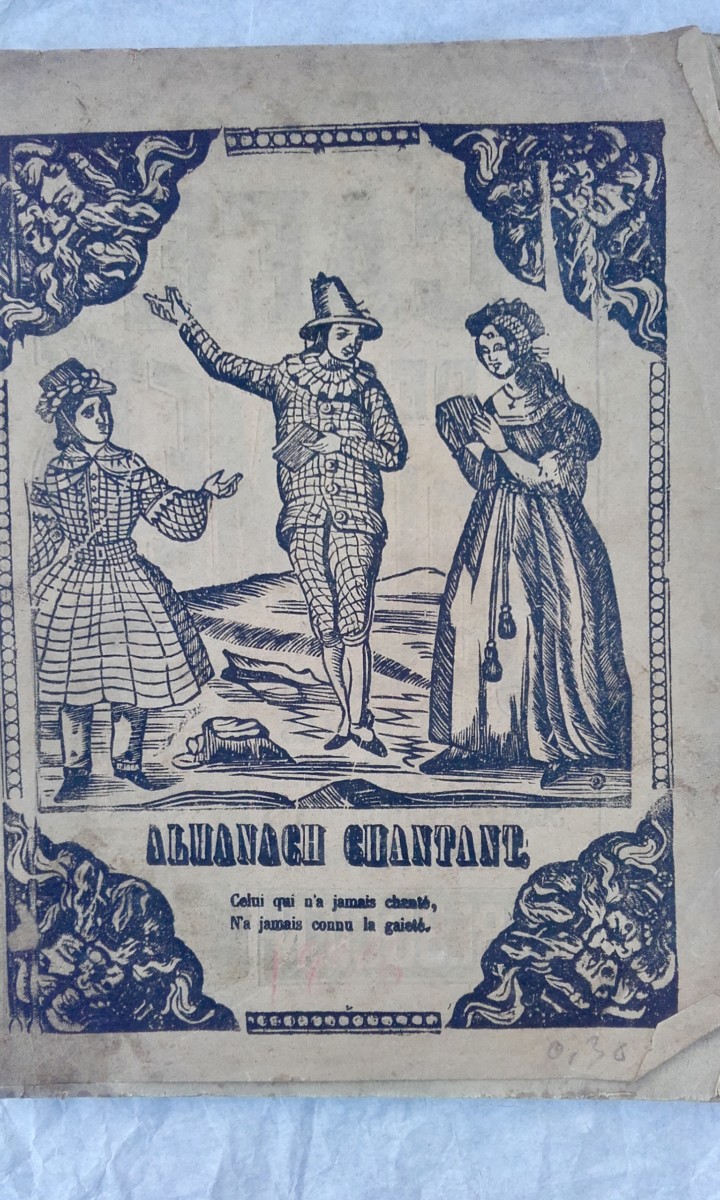 ALMANACH CHANTANT.
Celui qui n'a jamais chanté,
N'a jamais connu la gaieté.
0,30